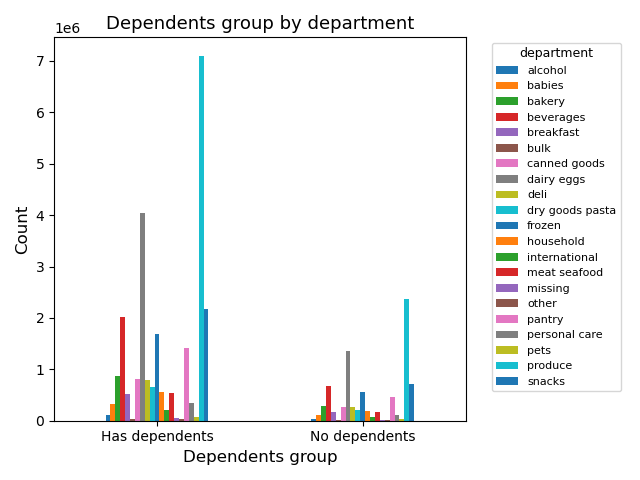 Dependents group by department
1e6
7
6
5
4
3
2
1
0
Count
Has dependents
No dependents
Dependents group
department
alcohol
babies
bakery
beverages
breakfast
bulk
canned goods
dairy eggs
deli
dry goods pasta
frozen
household
international
meat seafood
missing
other
pantry
personal care
pets
produce
snacks